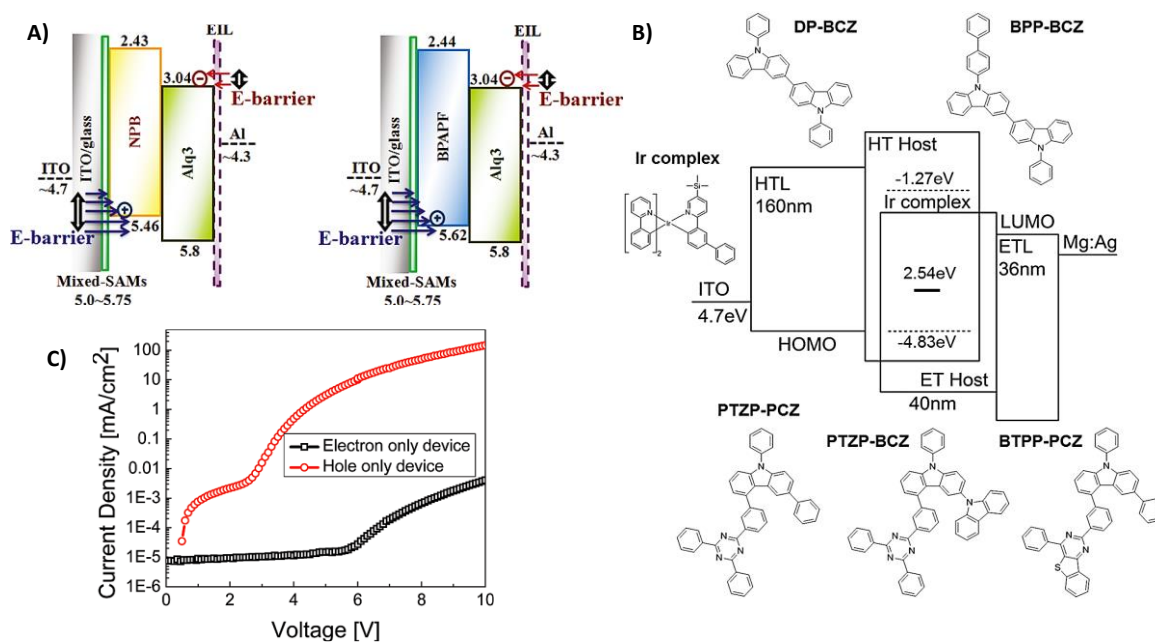 A)
EIL
2.43
3.04
E-barrier
NPB
ITO/glass
Alq3
Al
~4.3
ITO
~4.7
5.46
E-barrier
5.8
Mixed-SAMs
5.0~5.75
EIL
2.44
3.04
E-barrier
BPAPF
ITO/glass
Alq3
Al
~4.3
ITO
~4.7
5.62
E-barrier
5.8
Mixed-SAMs
5.0~5.75
B)
DP-BCZ
BPP-BCZ
N
N
N
N
HT Host
Ir complex
Si
N
Ir
N
2
HTL
160nm
-1.27eV
Ir complex
LUMO
ETL
36nm
Mg:Ag
2.54eV
ITO
4.7eV
-4.83eV
HOMO
ET Host
40nm
PTZP-PCZ
PTZP-BCZ
BTPP-PCZ
N
N
N
N
N
N
N
N
N
N
N
N
S
C)
Current Density [mA/cm2]
100
10
1
0.1
0.01
1E-3
1E-4
1E-5
1E-6
Electron only device
Hole only device
0 2 4 6 8 10
Voltage [V]